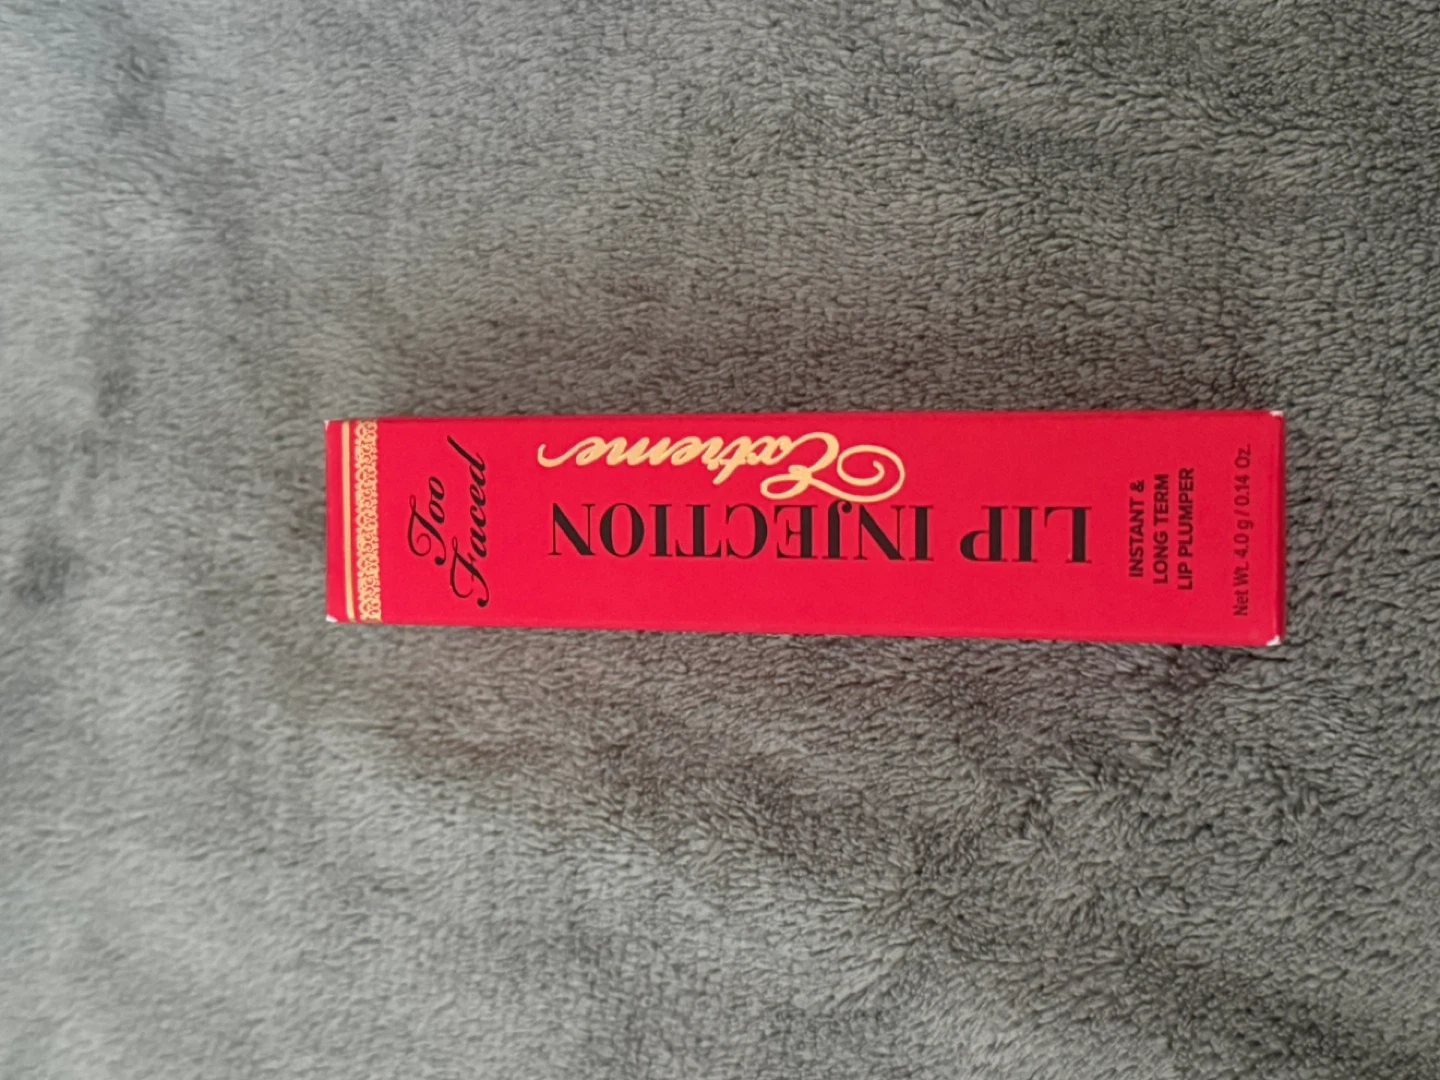 Too
Faced
LIP INJECTION
Extreme
INSTANT &
LONG TERM
LIP PLUMPER
Net Wt. 4.0 g / 0.14 Oz.